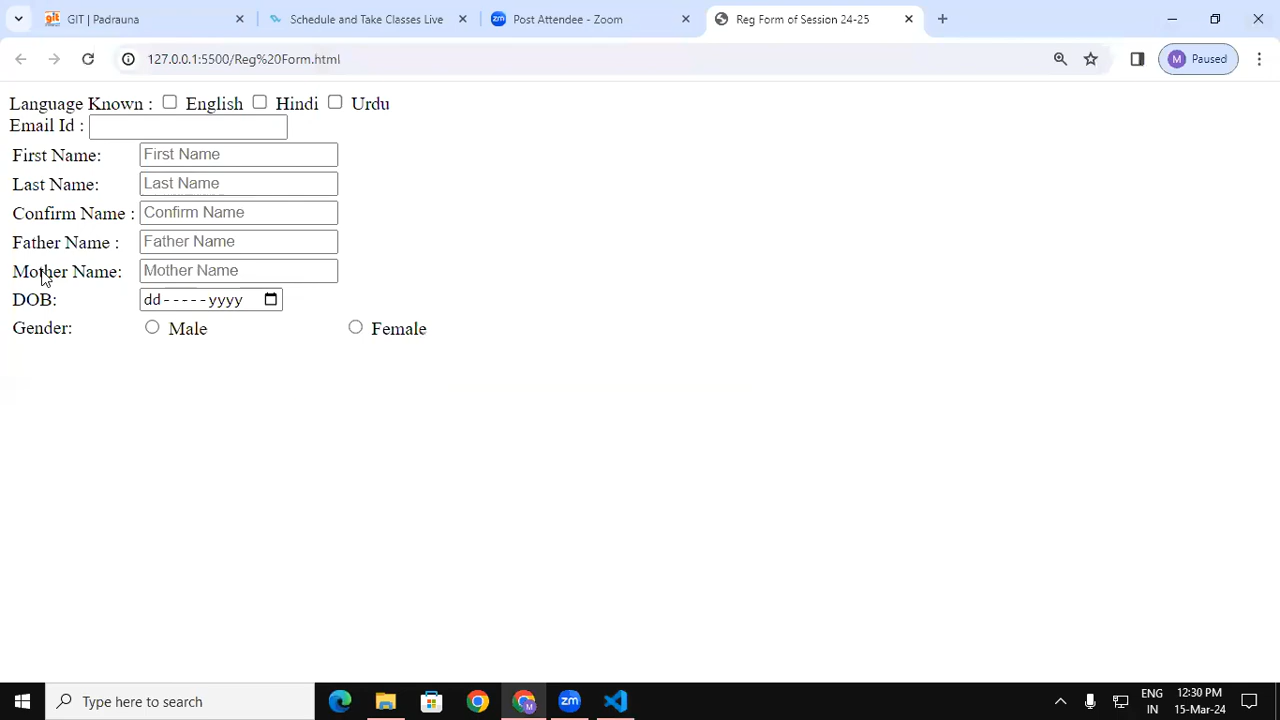 git GIT | Padrauna
Schedule and Take Classes Live
zm Post Attendee - Zoom
Reg Form of Session 24-25
127.0.0.1:5500/Reg%20Form.html
M Paused
Language Known : English Hindi Urdu
Email Id :
First Name: First Name
Last Name: Last Name
Confirm Name : Confirm Name
Father Name : Father Name
Mother Name: Mother Name
DOB: dd-----yyyy
Gender: Male Female
Type here to search
M
zm
ENG
IN
12:30 PM
15-Mar-24